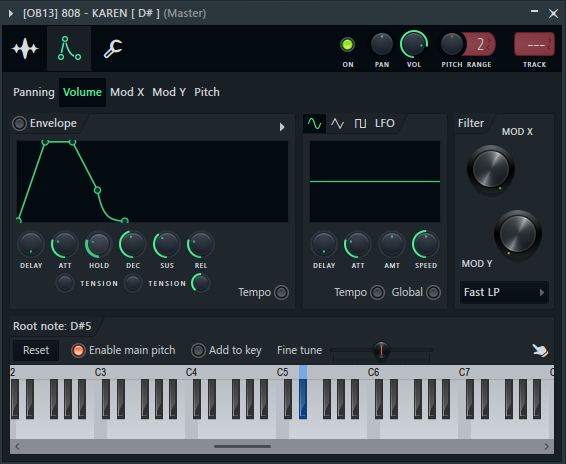 [OB13] 808 - KAREN [ D# ] (Master)
2
---
ON PAN VOL PITCH RANGE TRACK
Panning Volume Mod X Mod Y Pitch
Envelope
LFO
Filter
MOD X
DELAY ATT HOLD DEC SUS REL
TENSION TENSION
Tempo
DELAY ATT AMT SPEED
Tempo Global
MOD Y
Fast LP
Root note: D#5
Reset Enable main pitch Add to key Fine tune
2 C3 C4 C5 C6 C7 C